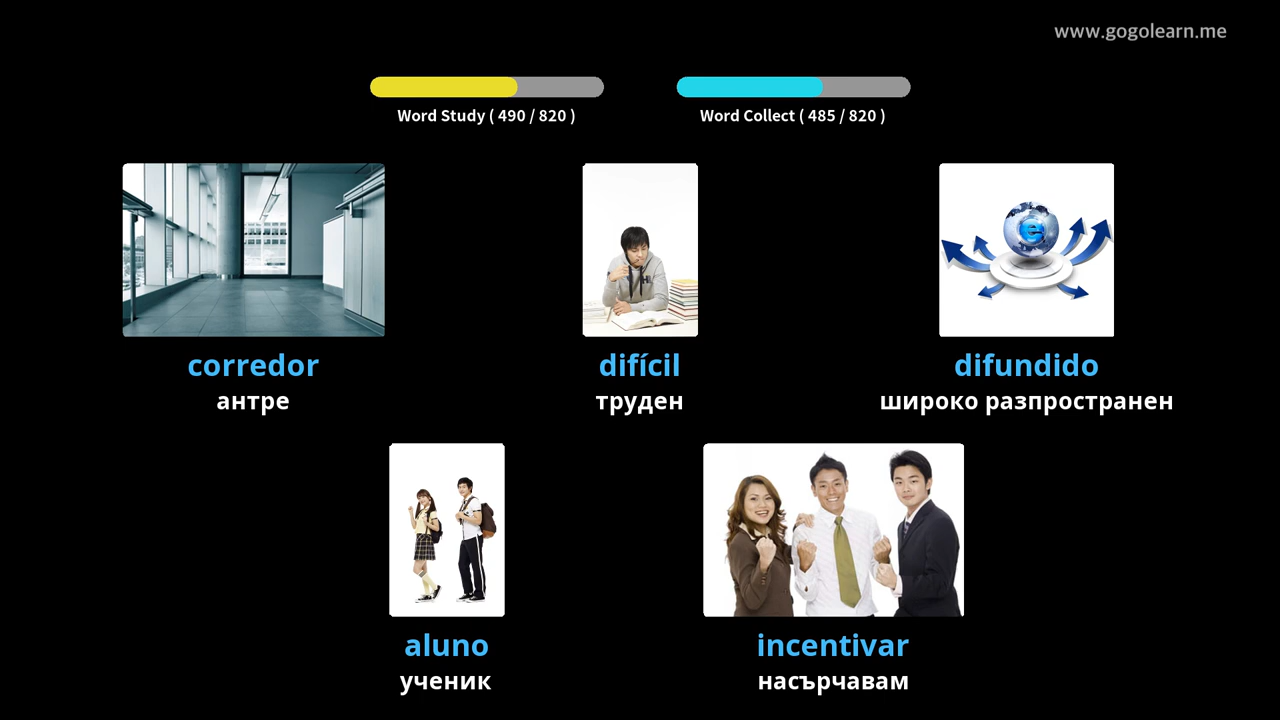 www.gogolearn.me
Word Study ( 490 / 820 )
Word Collect ( 485 / 820 )
corredor
антре
difícil
труден
e
difundido
широко разпространен
aluno
ученик
incentivar
насърчавам